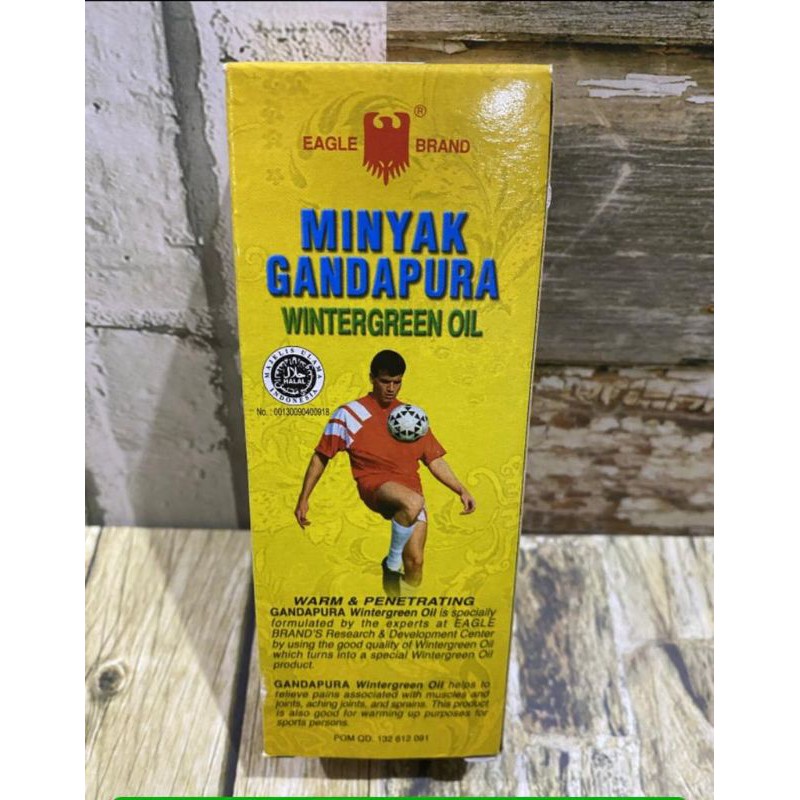 EAGLE BRAND ®
MINYAK
GANDAPURA
WINTERGREEN OIL
MAJELIS ULAMA
حلال
HALAL
INDONESIA
No. : 00130090400918
WARM & PENETRATING
GANDAPURA Wintergreen Oil is specially
formulated by the experts at EAGLE
BRAND'S Research & Development Center
by using the good quality of Wintergreen Oil
which turns into a special Wintergreen Oil
product.
GANDAPURA Wintergreen Oil helps to
relieve pains associated with muscles and
joints, aching joints, and sprains. This product
is also good for warming up purposes for
sports persons.
POM QD. 132 612 091